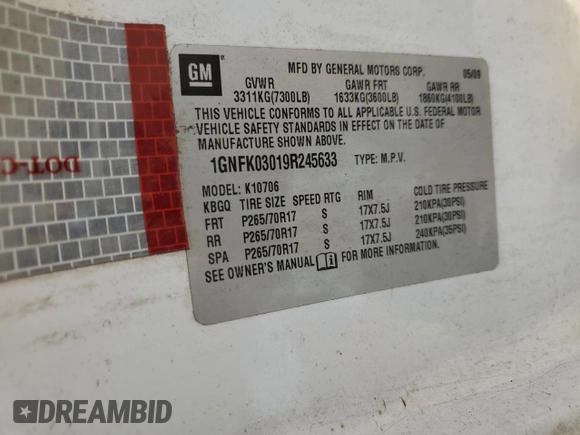 GM
MFD BY GENERAL MOTORS CORP. 05/09
GVWR GAWR FRT GAWR RR
3311KG(7300LB) 1633KG(3600LB) 1860KG(4100LB)
THIS VEHICLE CONFORMS TO ALL APPLICABLE U.S. FEDERAL MOTOR
VEHICLE SAFETY STANDARDS IN EFFECT ON THE DATE OF
MANUFACTURE SHOWN ABOVE.
1GNFK03019R245633 TYPE: M.P.V.
MODEL: K10706
KBGQ TIRE SIZE SPEED RTG RIM COLD TIRE PRESSURE
FRT P265/70R17 S 17X7.5J 210KPA(30PSI)
RR P265/70R17 S 17X7.5J 210KPA(30PSI)
SPA P265/70R17 S 17X7.5J 240KPA(35PSI)
SEE OWNER'S MANUAL FOR MORE INFORMATION.
DOT-C
DREAMBID